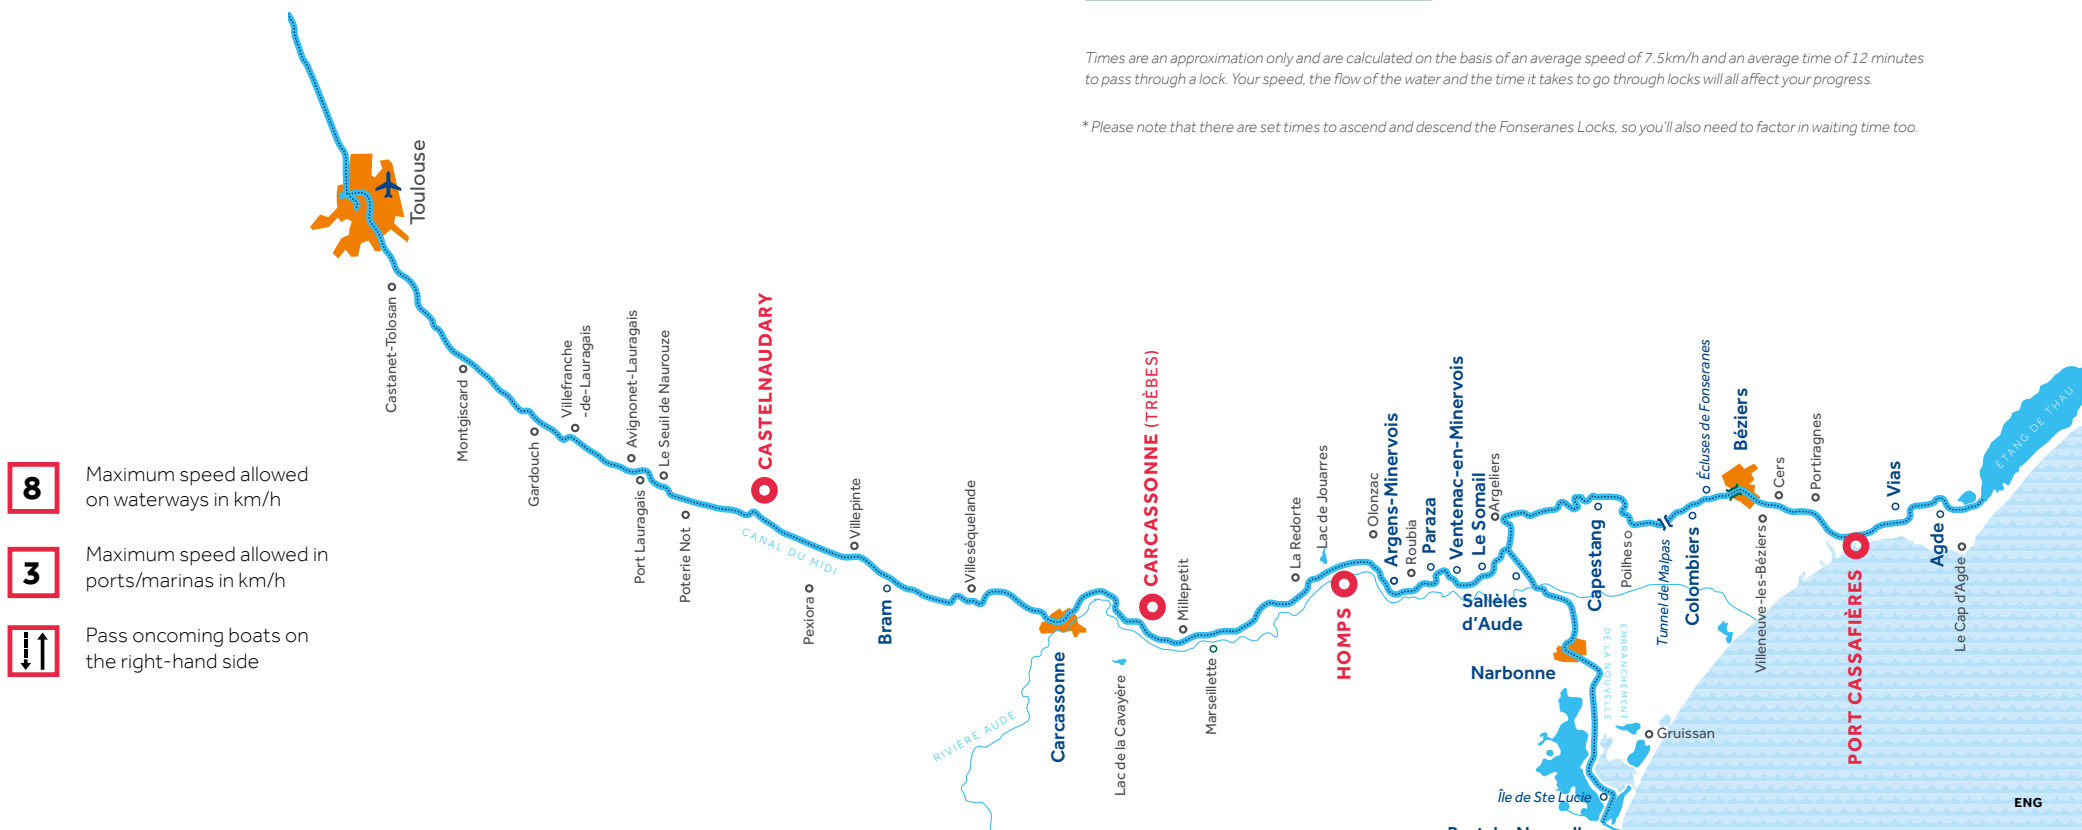 Times are an approximation only and are calculated on the basis of an average speed of 7.5km/h and an average time of 12 minutes
to pass through a lock. Your speed, the flow of the water and the time it takes to go through locks will all affect your progress.
* Please note that there are set times to ascend and descend the Fonseranes Locks, so you'll also need to factor in waiting time too.
8
Maximum speed allowed
on waterways in km/h
3
Maximum speed allowed in
ports/marinas in km/h
Pass oncoming boats on
the right-hand side
Toulouse
Castanet-Tolosan
Montgiscard
Gardouch
Villefranche
-de-Lauragais
Avignonet-Lauragais
Port Lauragais
Le Seuil de Naurouze
Poterie Not
CASTELNAUDARY
CANAL DU MIDI
Pexiora
Villepinte
Bram
Villesèquelande
RIVIÈRE AUDE
Carcassonne
Lac de la Cavayère
CARCASSONNE (TRÈBES)
Millepetit
Marseillette
La Redorte
Lac de Jouarres
HOMPS
Olonzac
Argens-Minervois
Roubia
Paraza
Ventenac-en-Minervois
Le Somail
Argeliers
Sallèles
d'Aude
Narbonne
Capestang
EMBRANCHEMENT
DE LA NOUVELLE
Poilhes
Tunnel de Malpas
Colombiers
Écluses de Fonseranes
Béziers
Villeneuve-les-Béziers
Cers
Portiragnes
PORT CASSAFIÈRES
Vias
Agde
Le Cap d'Agde
ÉTANG DE THAU
Gruissan
Île de Ste Lucie
ENG